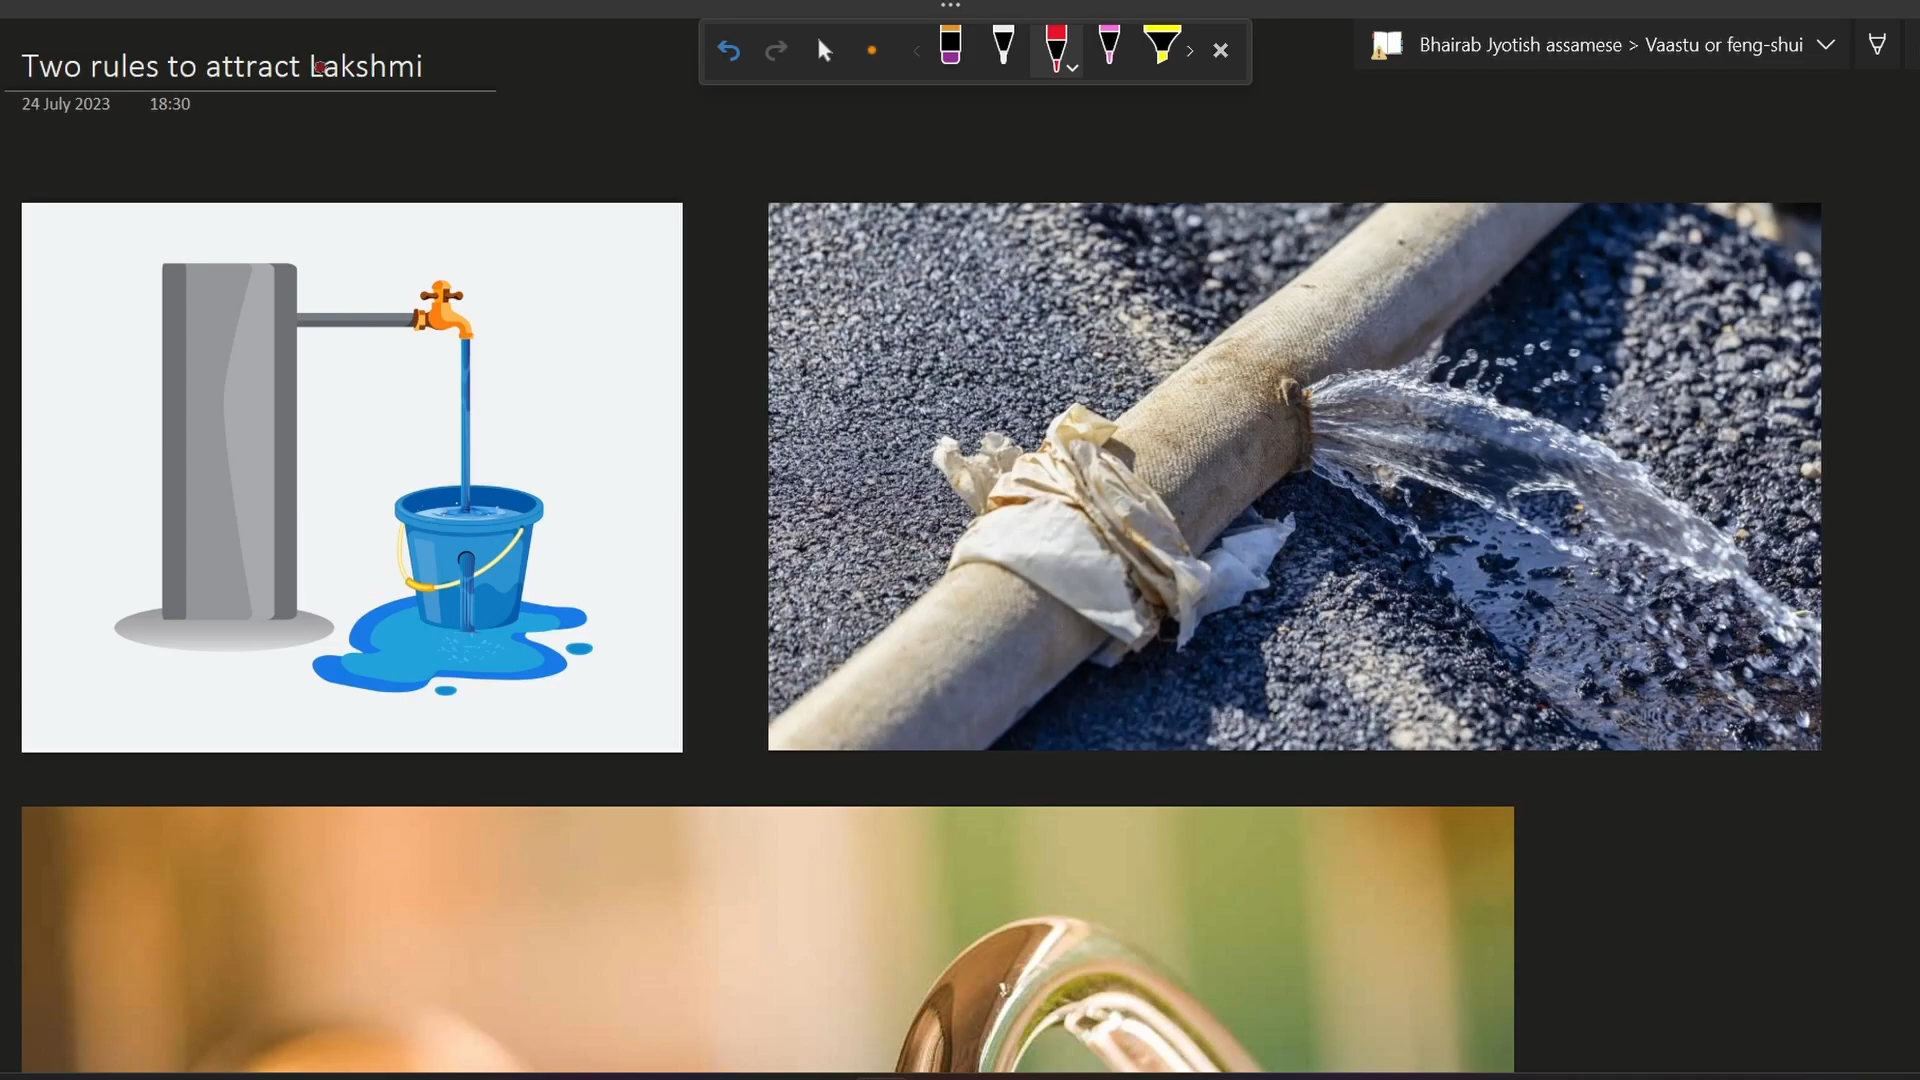 Two rules to attract Lakshmi
24 July 2023 18:30
Bhairab Jyotish assamese > Vaastu or feng-shui